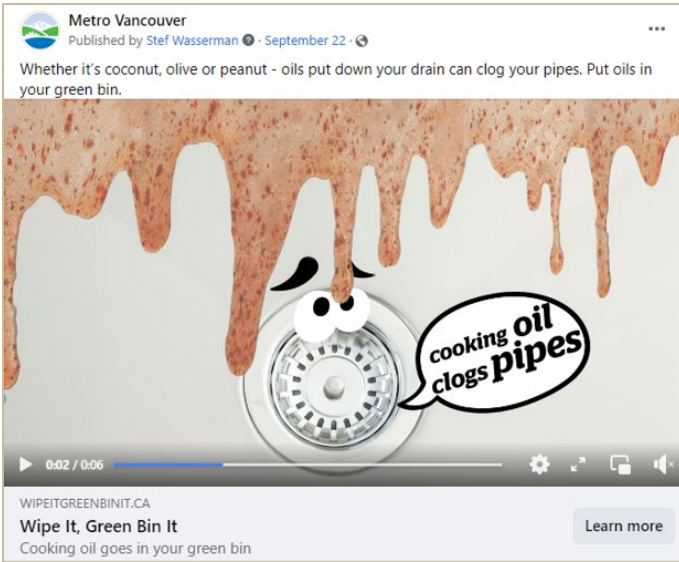 Metro Vancouver
Published by Stef Wasserman · September 22 ·
Whether it's coconut, olive or peanut - oils put down your drain can clog your pipes. Put oils in
your green bin.
cooking oil
clogs pipes
0:02 / 0:06
WIPEITGREENBINIT.CA
Wipe It, Green Bin It
Learn more
Cooking oil goes in your green bin